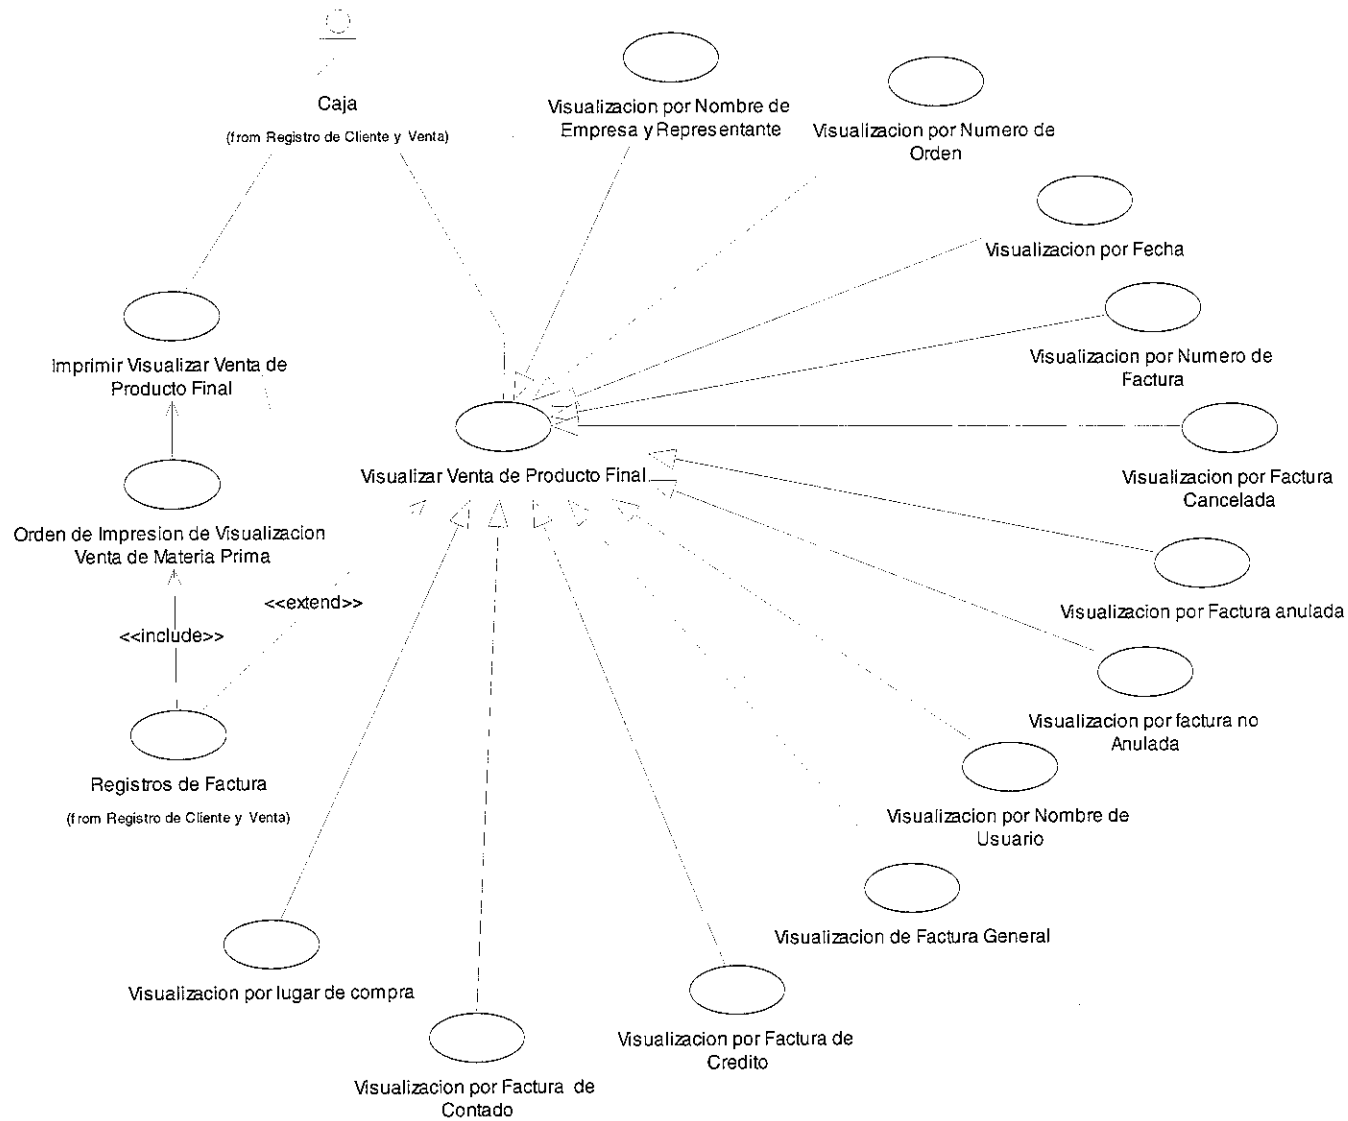 Caja
(from Registro de Cliente y Venta)
Visualizacion por Nombre de
Empresa y Representante
Visualizacion por Numero de
Orden
Visualizacion por Fecha
Imprimir Visualizar Venta de
Producto Final
Visualizacion por Numero de
Factura
Visualizar Venta de Producto Final
Visualizacion por Factura
Cancelada
Orden de Impresion de Visualizacion
Venta de Materia Prima
<<extend>>
<<include>>
Visualizacion por Factura anulada
Visualizacion por factura no
Anulada
Registros de Factura
(from Registro de Cliente y Venta)
Visualizacion por Nombre de
Usuario
Visualizacion de Factura General
Visualizacion por lugar de compra
Visualizacion por Factura de
Credito
Visualizacion por Factura de
Contado